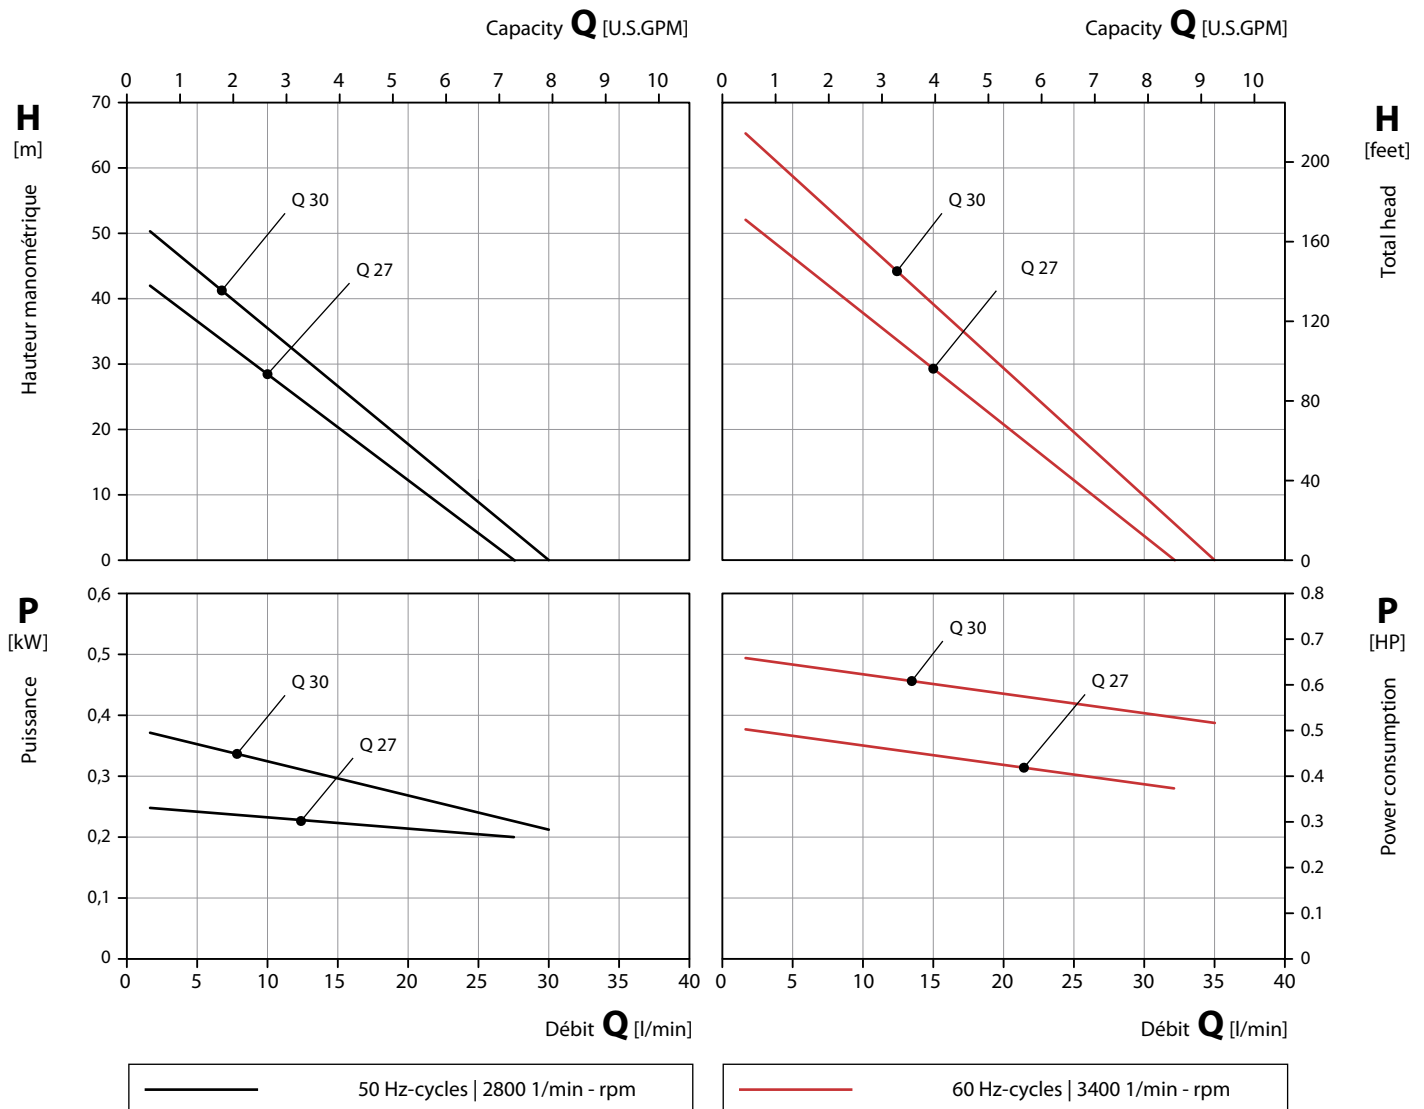 Capacity Q [U.S.GPM]
Capacity Q [U.S.GPM]
0 1 2 3 4 5 6 7 8 9 10
0 1 2 3 4 5 6 7 8 9 10
H
[m]
Hauteur manométrique
70
60
50
40
30
20
10
0
Q 30
Q 27
Q 30
Q 27
H
[feet]
Total head
200
160
120
80
40
0
P
[kW]
Puissance
0,6
0,5
0,4
0,3
0,2
0,1
0
Q 30
Q 27
Q 30
Q 27
P
[HP]
Power consumption
0.8
0.7
0.6
0.5
0.4
0.3
0.2
0.1
0
0 5 10 15 20 25 30 35 40
0 5 10 15 20 25 30 35 40
Débit Q [l/min]
Débit Q [l/min]
50 Hz-cycles | 2800 1/min - rpm
60 Hz-cycles | 3400 1/min - rpm